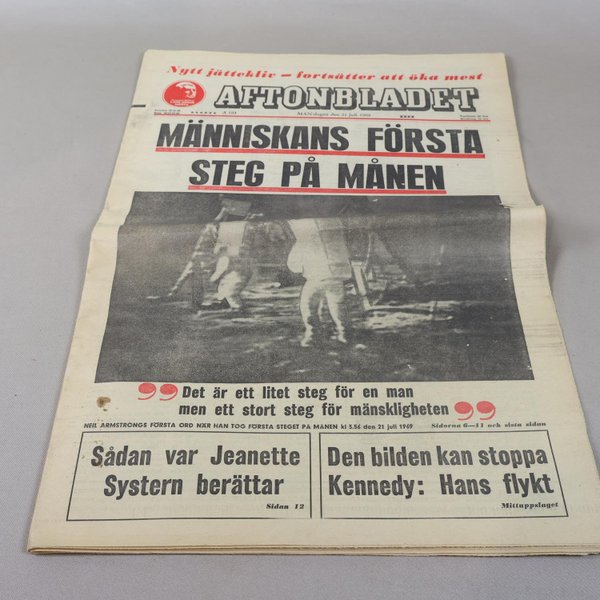 Nytt jättekliv – fortsätter att öka mest
AFTONBLADET
MÅN'dagen den 21 juli 1969
MÄNNISKANS FÖRSTA
STEG PÅ MÅNEN
Det är ett litet steg för en man
men ett stort steg för mänskligheten
NEIL ARMSTRONGS FÖRSTA ORD NÄR HAN TOG FÖRSTA STEGET PÅ MÅNEN kl 3.56 den 21 juli 1969 Sidorna 6—11 och sista sidan
Sådan var Jeanette
Systern berättar
Sidan 12
Den bilden kan stoppa
Kennedy: Hans flykt
Mittuppslaget